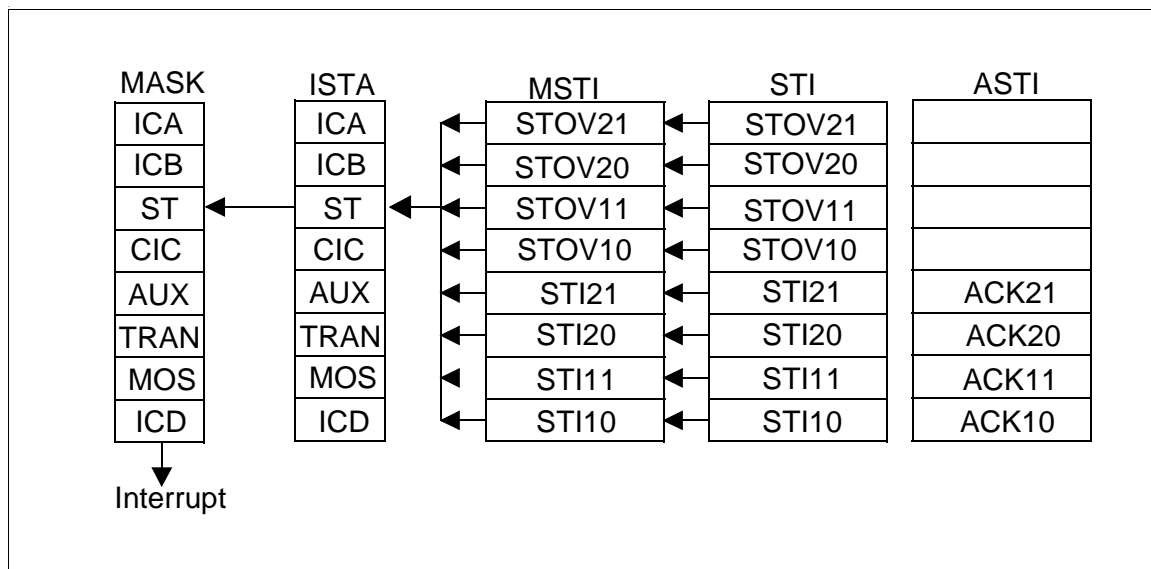 MASK ISTA MSTI STI ASTI
ICA ICA STOV21 STOV21
ICB ICB STOV20 STOV20
ST ST STOV11 STOV11
CIC CIC STOV10 STOV10
AUX AUX STI21 STI21 ACK21
TRAN TRAN STI20 STI20 ACK20
MOS MOS STI11 STI11 ACK11
ICD ICD STI10 STI10 ACK10
Interrupt